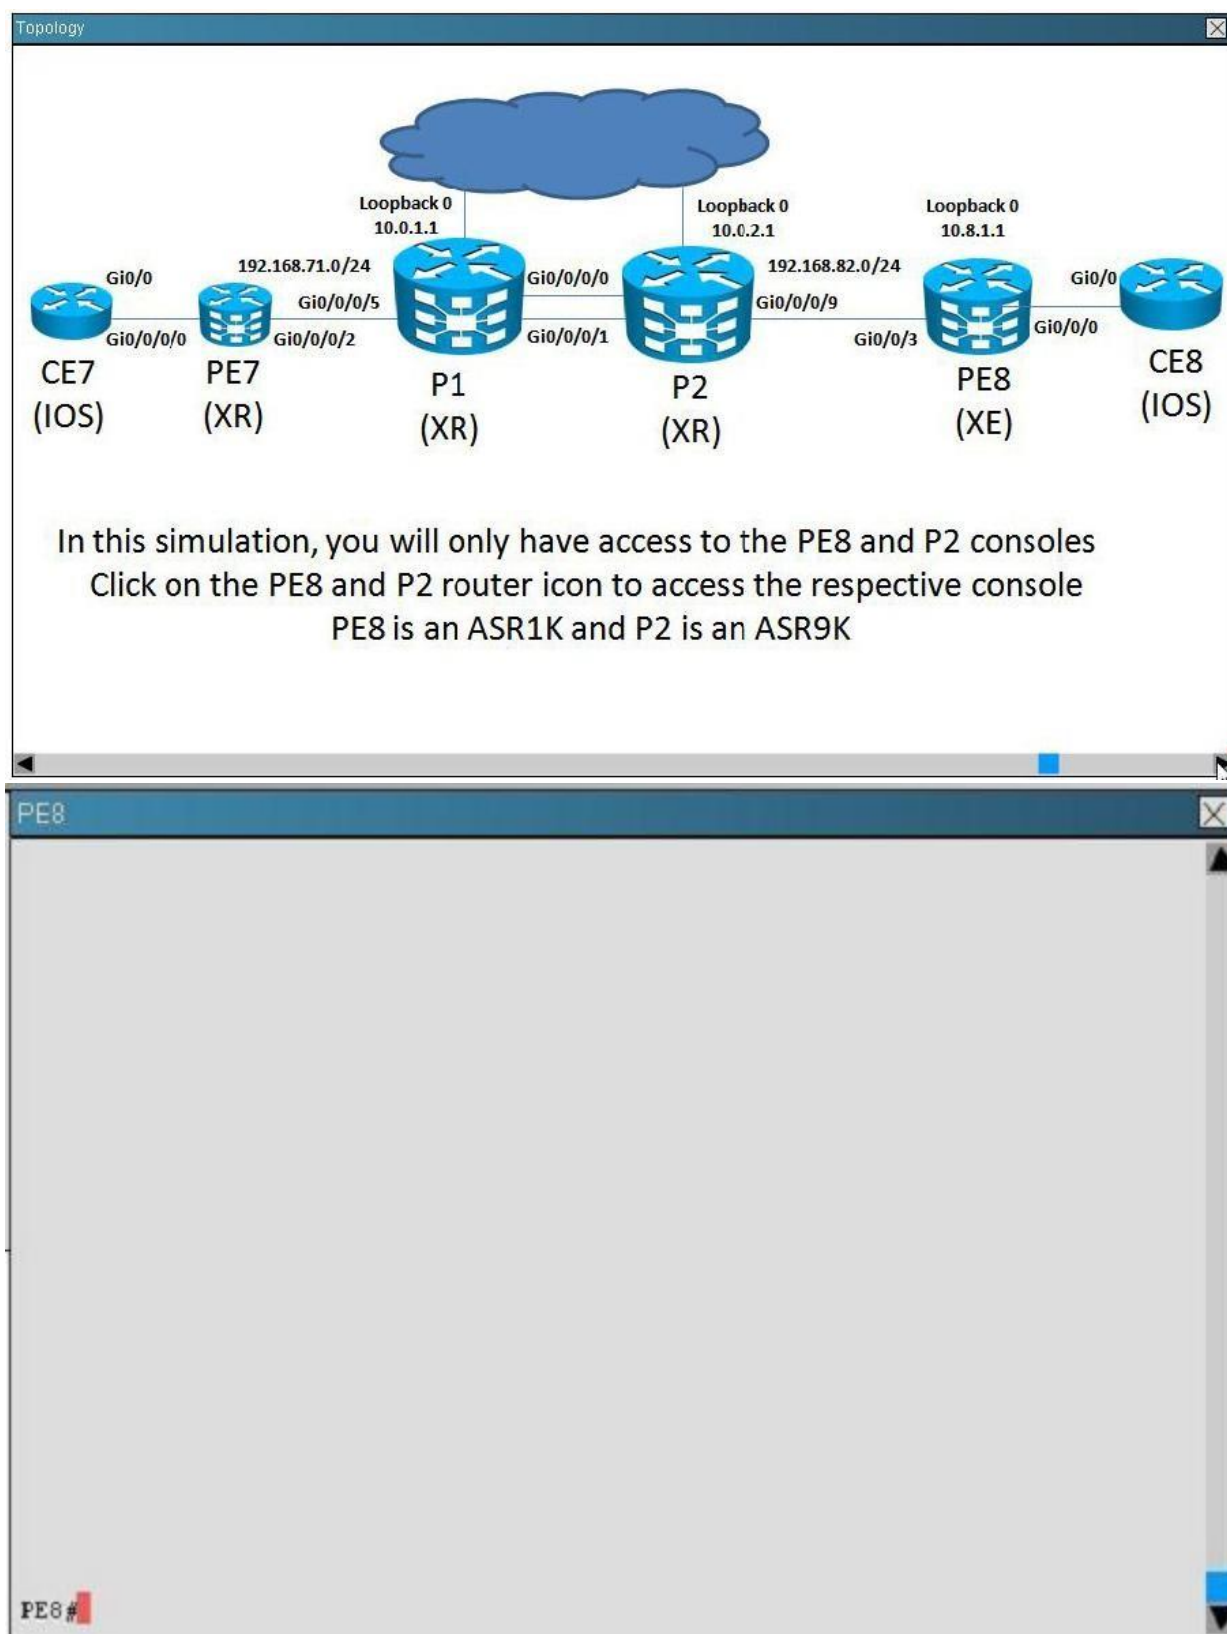 Topology
Loopback 0
10.0.1.1
Loopback 0
10.0.2.1
Loopback 0
10.8.1.1
Gi0/0
192.168.71.0/24
Gi0/0/0/0
192.168.82.0/24
Gi0/0
Gi0/0/0/5
Gi0/0/0/9
Gi0/0/0/0
Gi0/0/0/2
Gi0/0/0/1
Gi0/0/3
Gi0/0/0
CE7
(IOS)
PE7
(XR)
P1
(XR)
P2
(XR)
PE8
(XE)
CE8
(IOS)
In this simulation, you will only have access to the PE8 and P2 consoles
Click on the PE8 and P2 router icon to access the respective console
PE8 is an ASR1K and P2 is an ASR9K
PE8
PE8#